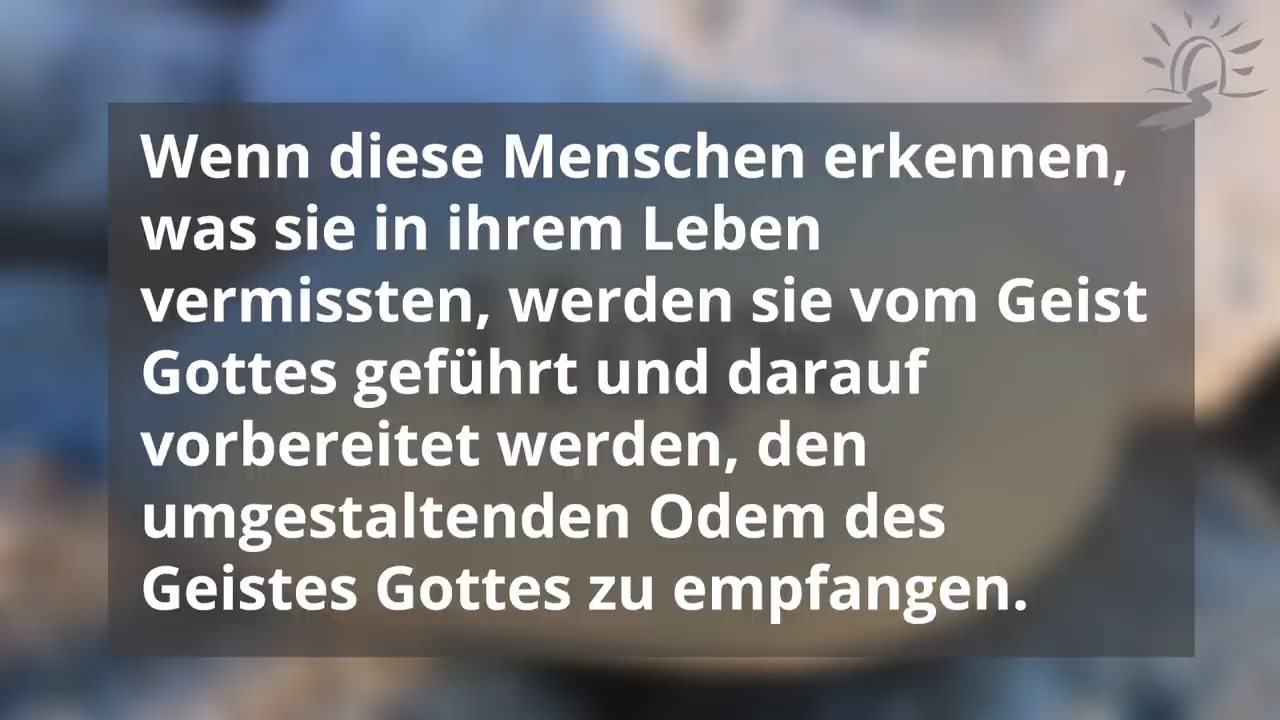 Wenn diese Menschen erkennen,
was sie in ihrem Leben
vermissten, werden sie vom Geist
Gottes geführt und darauf
vorbereitet werden, den
umgestaltenden Odem des
Geistes Gottes zu empfangen.